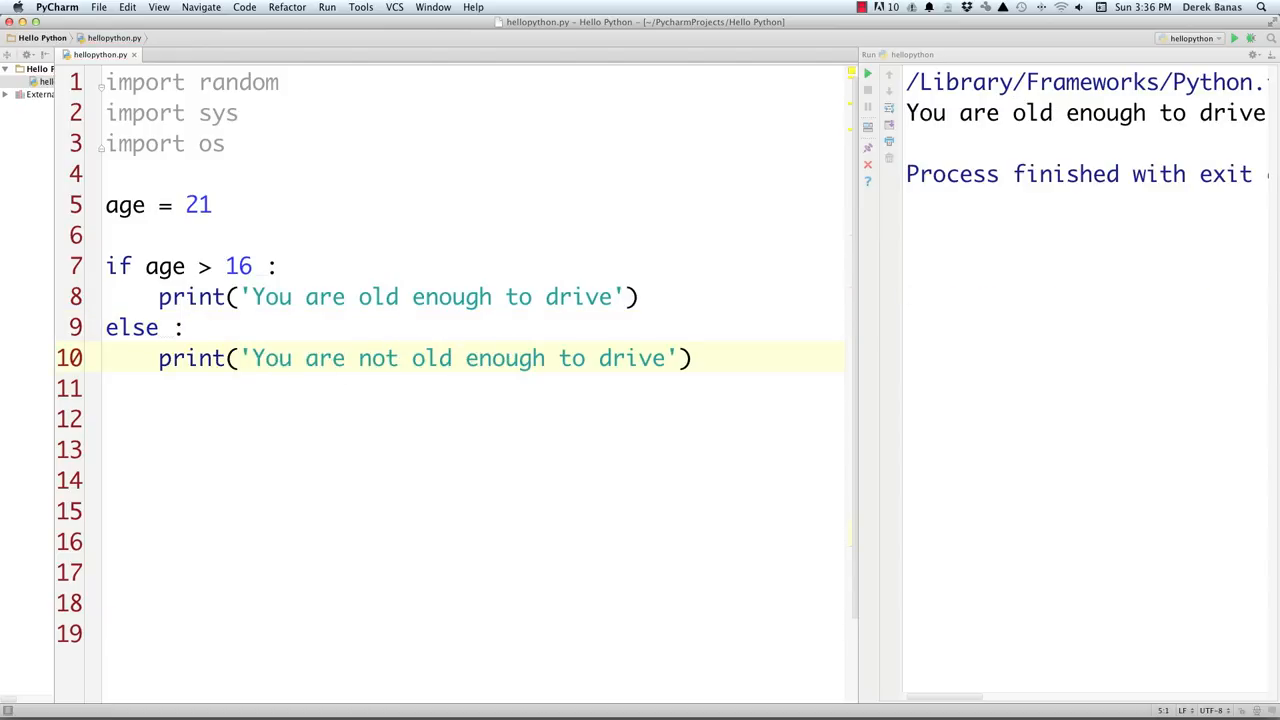 PyCharm File Edit View Navigate Code Refactor Run Tools VCS Window Help 10 Sun 3:36 PM Derek Banas
hellopython.py – Hello Python – [~/PycharmProjects/Hello Python]
Hello Python hellopython.py hellopython
hellopython.py Run hellopython
Hello P
hell
Extern
1 import random
2 import sys
3 import os
4
5 age = 21
6
7 if age > 16 :
8 print('You are old enough to drive')
9 else :
10 print('You are not old enough to drive')
11
12
13
14
15
16
17
18
19
/Library/Frameworks/Python.
You are old enough to drive
Process finished with exit
5:1 LF UTF-8